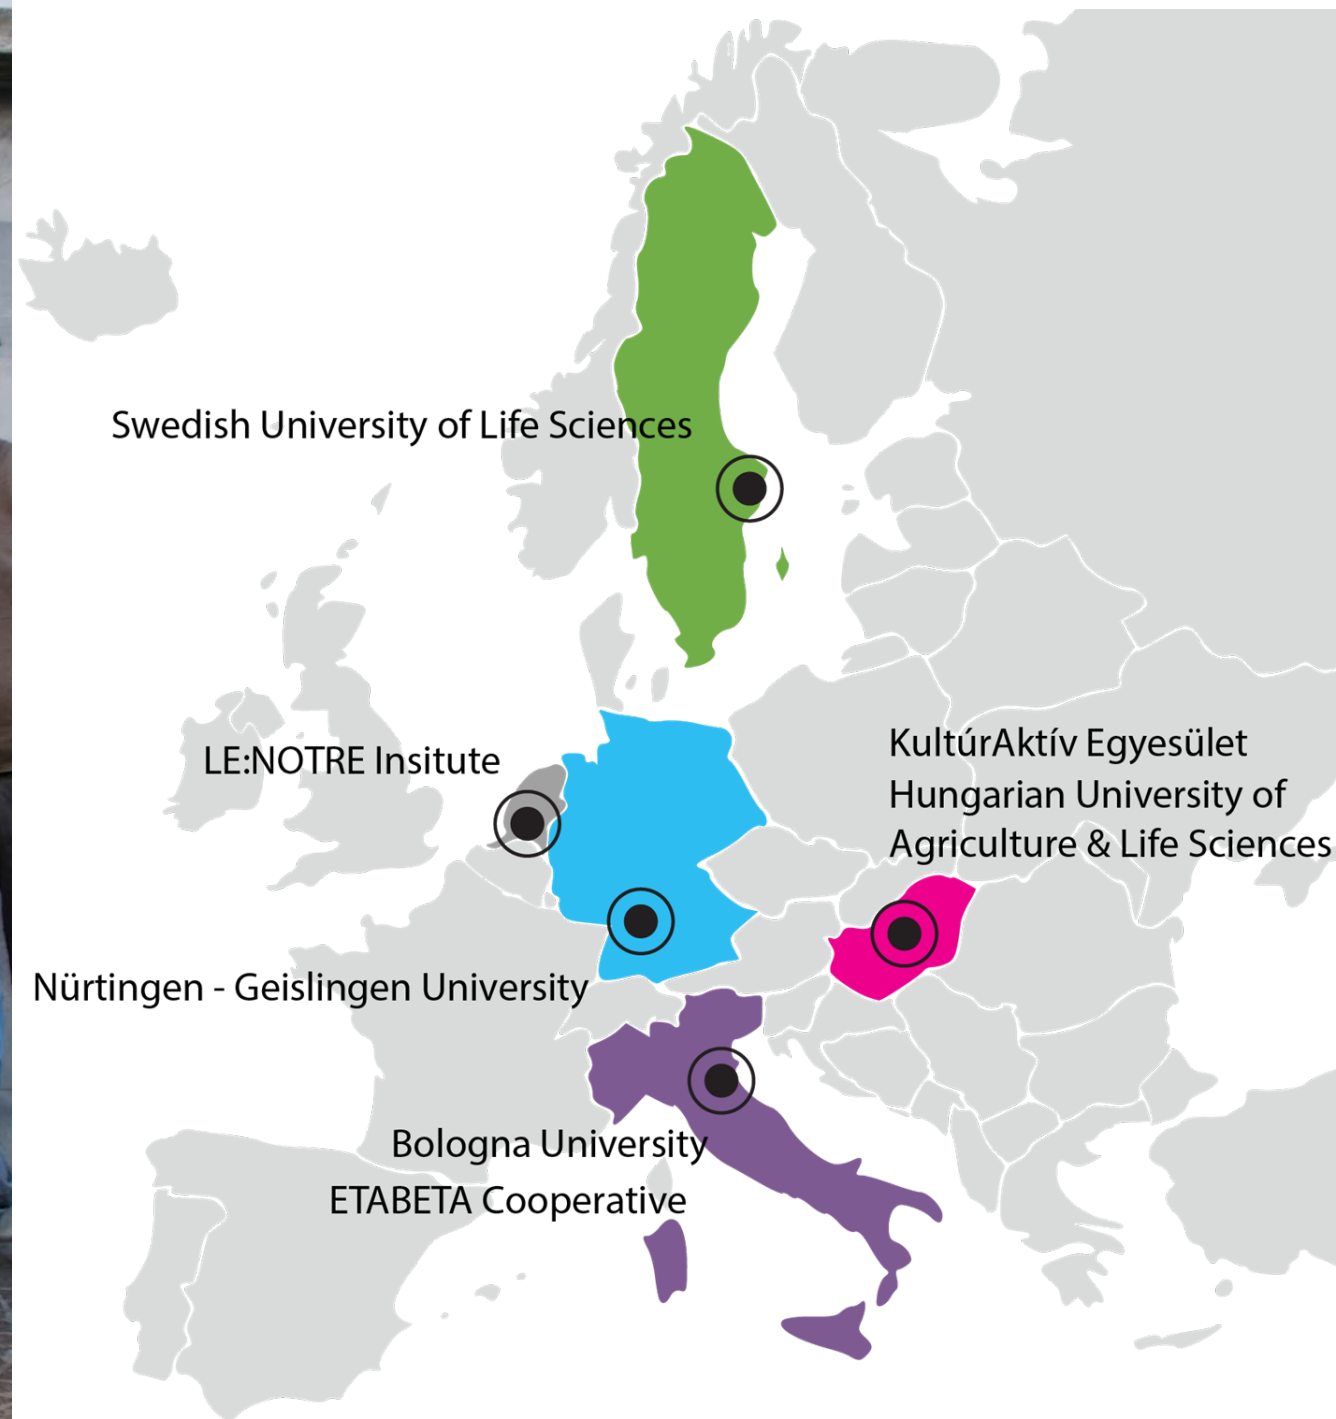 Swedish University of Life Sciences
LE:NOTRE Insitute
KultúrAktív Egyesület
Hungarian University of
Agriculture & Life Sciences
Nürtingen - Geislingen University
Bologna University
ETABETA Cooperative